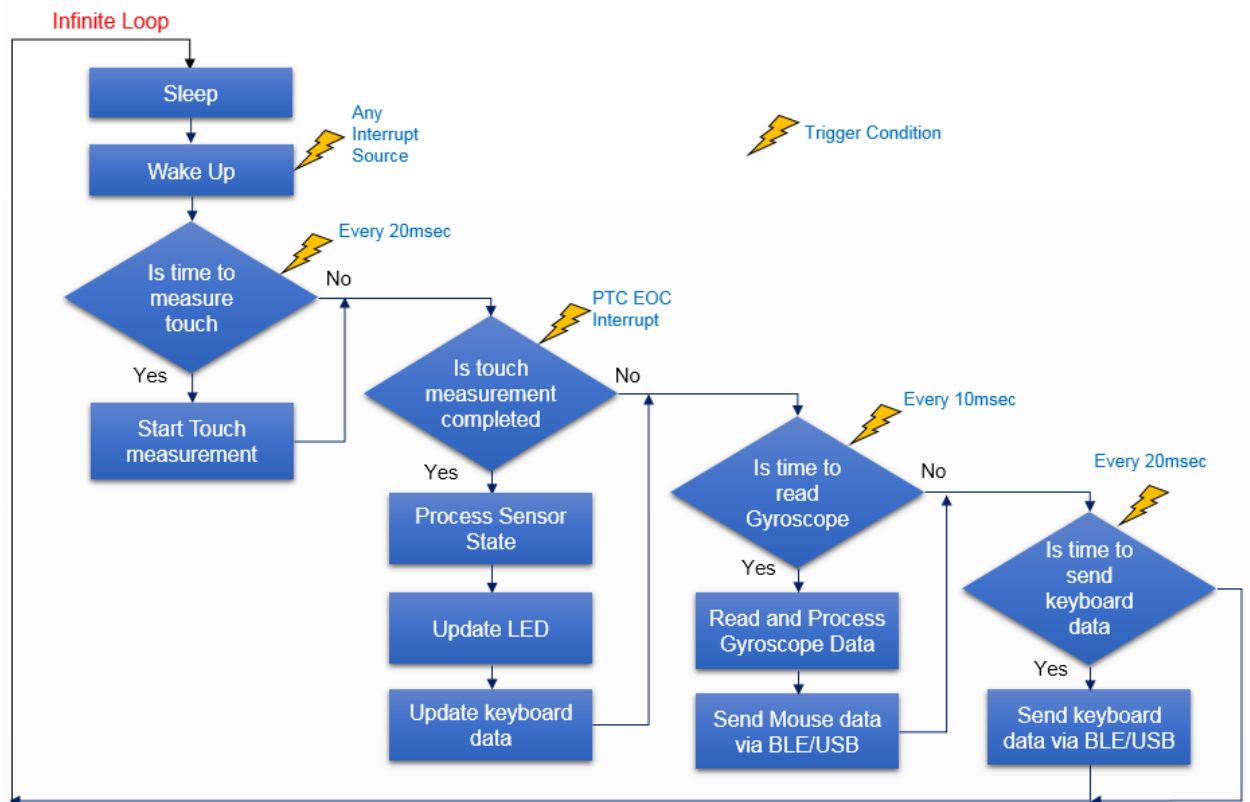 Infinite Loop
Sleep
Any
Interrupt
Source
Trigger Condition
Wake Up
Every 20msec
Is time to
measure
touch
No
Yes
Start Touch
measurement
PTC EOC
Interrupt
Is touch
measurement
completed
No
Yes
Process Sensor
State
Update LED
Update keyboard
data
Every 10msec
Is time to
read
Gyroscope
No
Yes
Read and Process
Gyroscope Data
Send Mouse data
via BLE/USB
Every 20msec
Is time to
send
keyboard
data
Yes
Send keyboard
data via BLE/USB